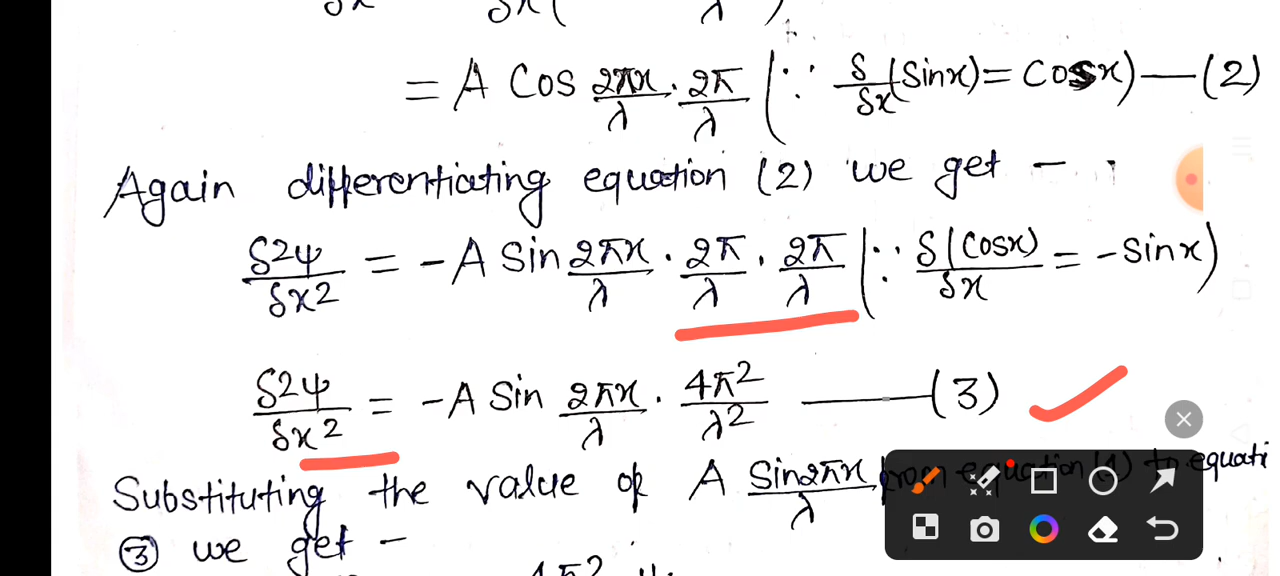 = A Cos 2πx/λ . 2π/λ (∵ δ/δx (Sinx) = Cosx) — (2)
Again differentiating equation (2) we get –
δ2ψ/δx2 = – A Sin 2πx/λ . 2π/λ . 2π/λ (∵ δ(Cosx)/δx = – sinx)
δ2ψ/δx2 = – A Sin 2πx/λ . 4π2/λ2 — (3)
Substituting the value of A Sin2πx/λ from equation (1) to equati
③ we get –